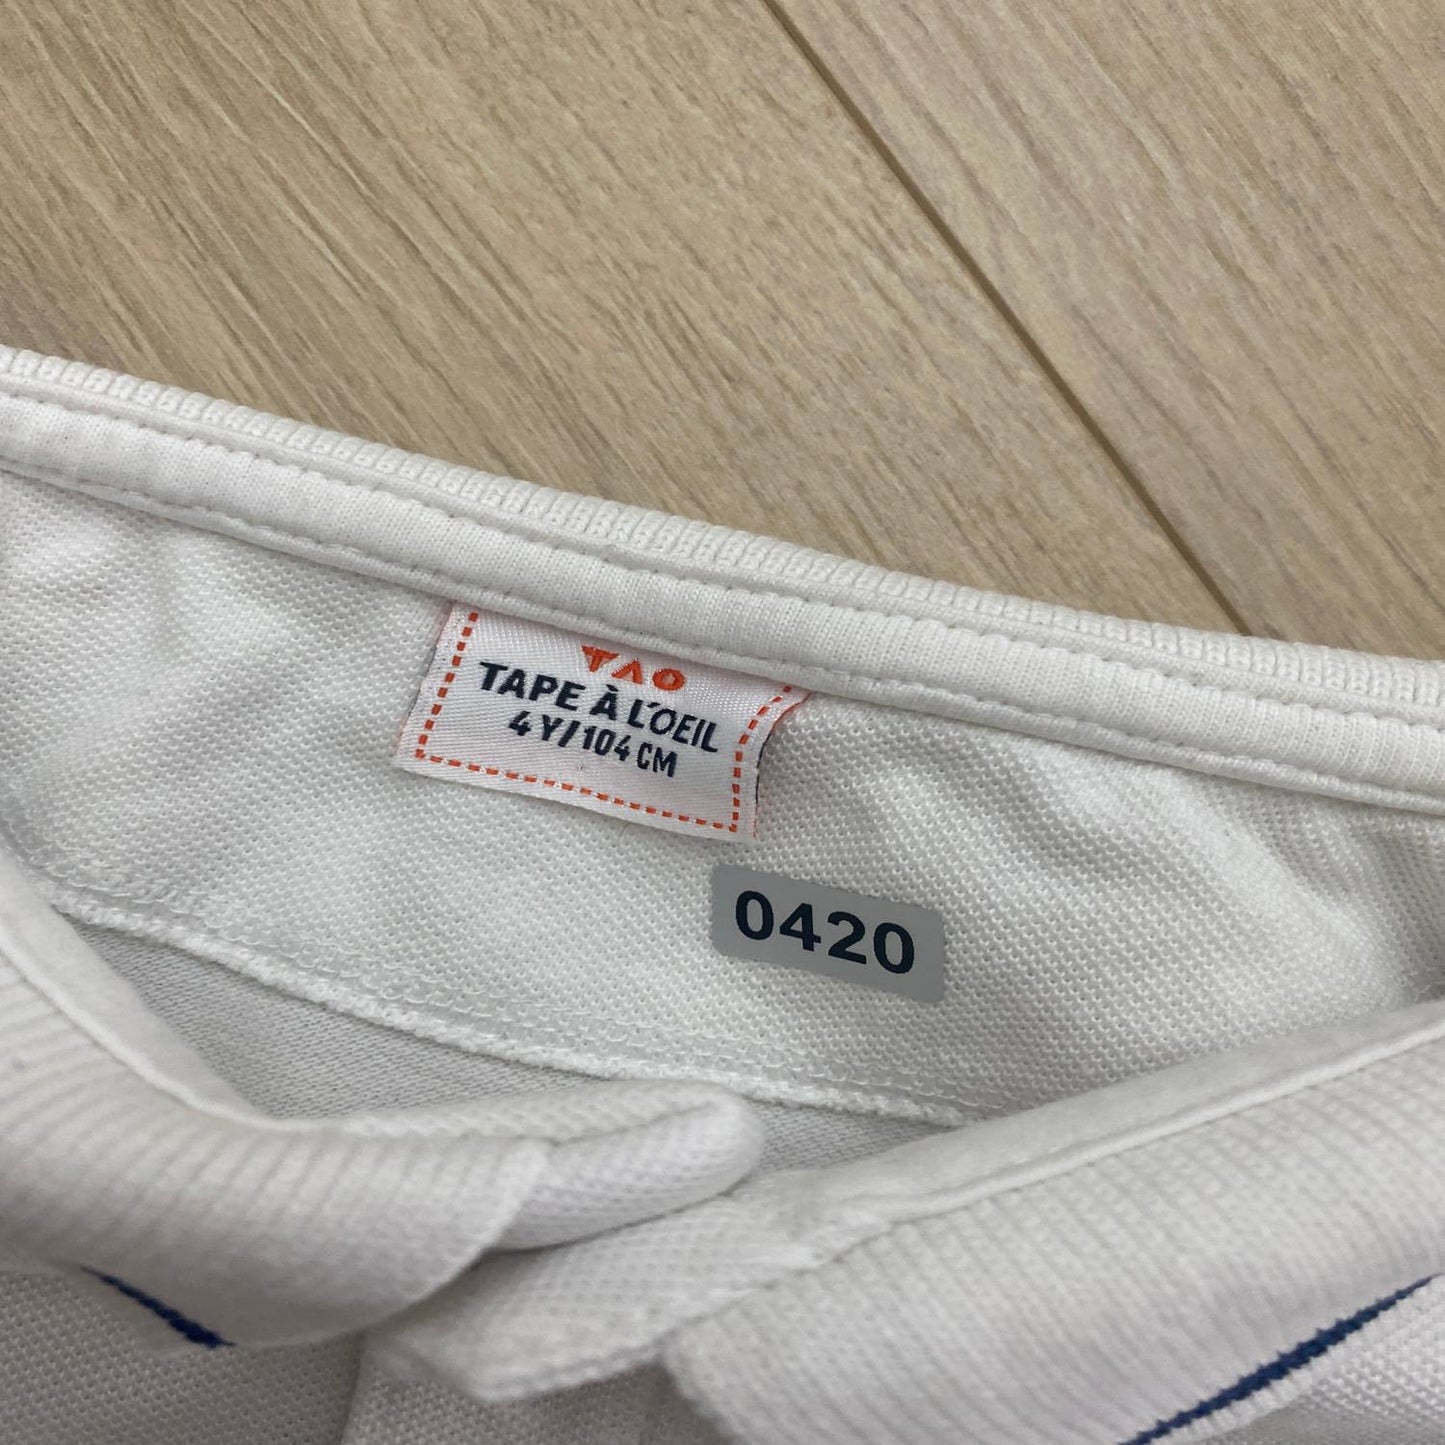 TAO
TAPE À L'OEIL
4 Y/104 CM
0420